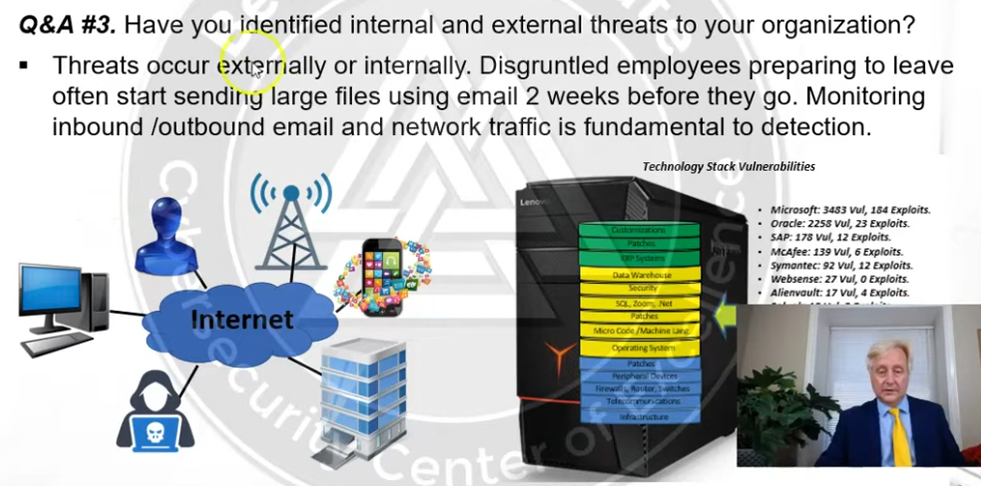 Q&A #3. Have you identified internal and external threats to your organization?
▪ Threats occur externally or internally. Disgruntled employees preparing to leave
often start sending large files using email 2 weeks before they go. Monitoring
inbound /outbound email and network traffic is fundamental to detection.
Technology Stack Vulnerabilities
Internet
Lenovo
Customizations
Patches
ERP Systems
Data Warehouse
Security
SQL, Zoom, .Net
Patches
Micro Code /Machine Lang.
Operating System
Patches
Peripheral Devices
Firewalls, Router, Switches
Telecommunications
Infrastructure
• Microsoft: 3483 Vul, 184 Exploits.
• Oracle: 2258 Vul, 23 Exploits.
• SAP: 178 Vul, 12 Exploits.
• McAfee: 139 Vul, 6 Exploits.
• Symantec: 92 Vul, 12 Exploits.
• Websense: 27 Vul, 0 Exploits.
• Alienvault: 17 Vul, 4 Exploits.
Center of